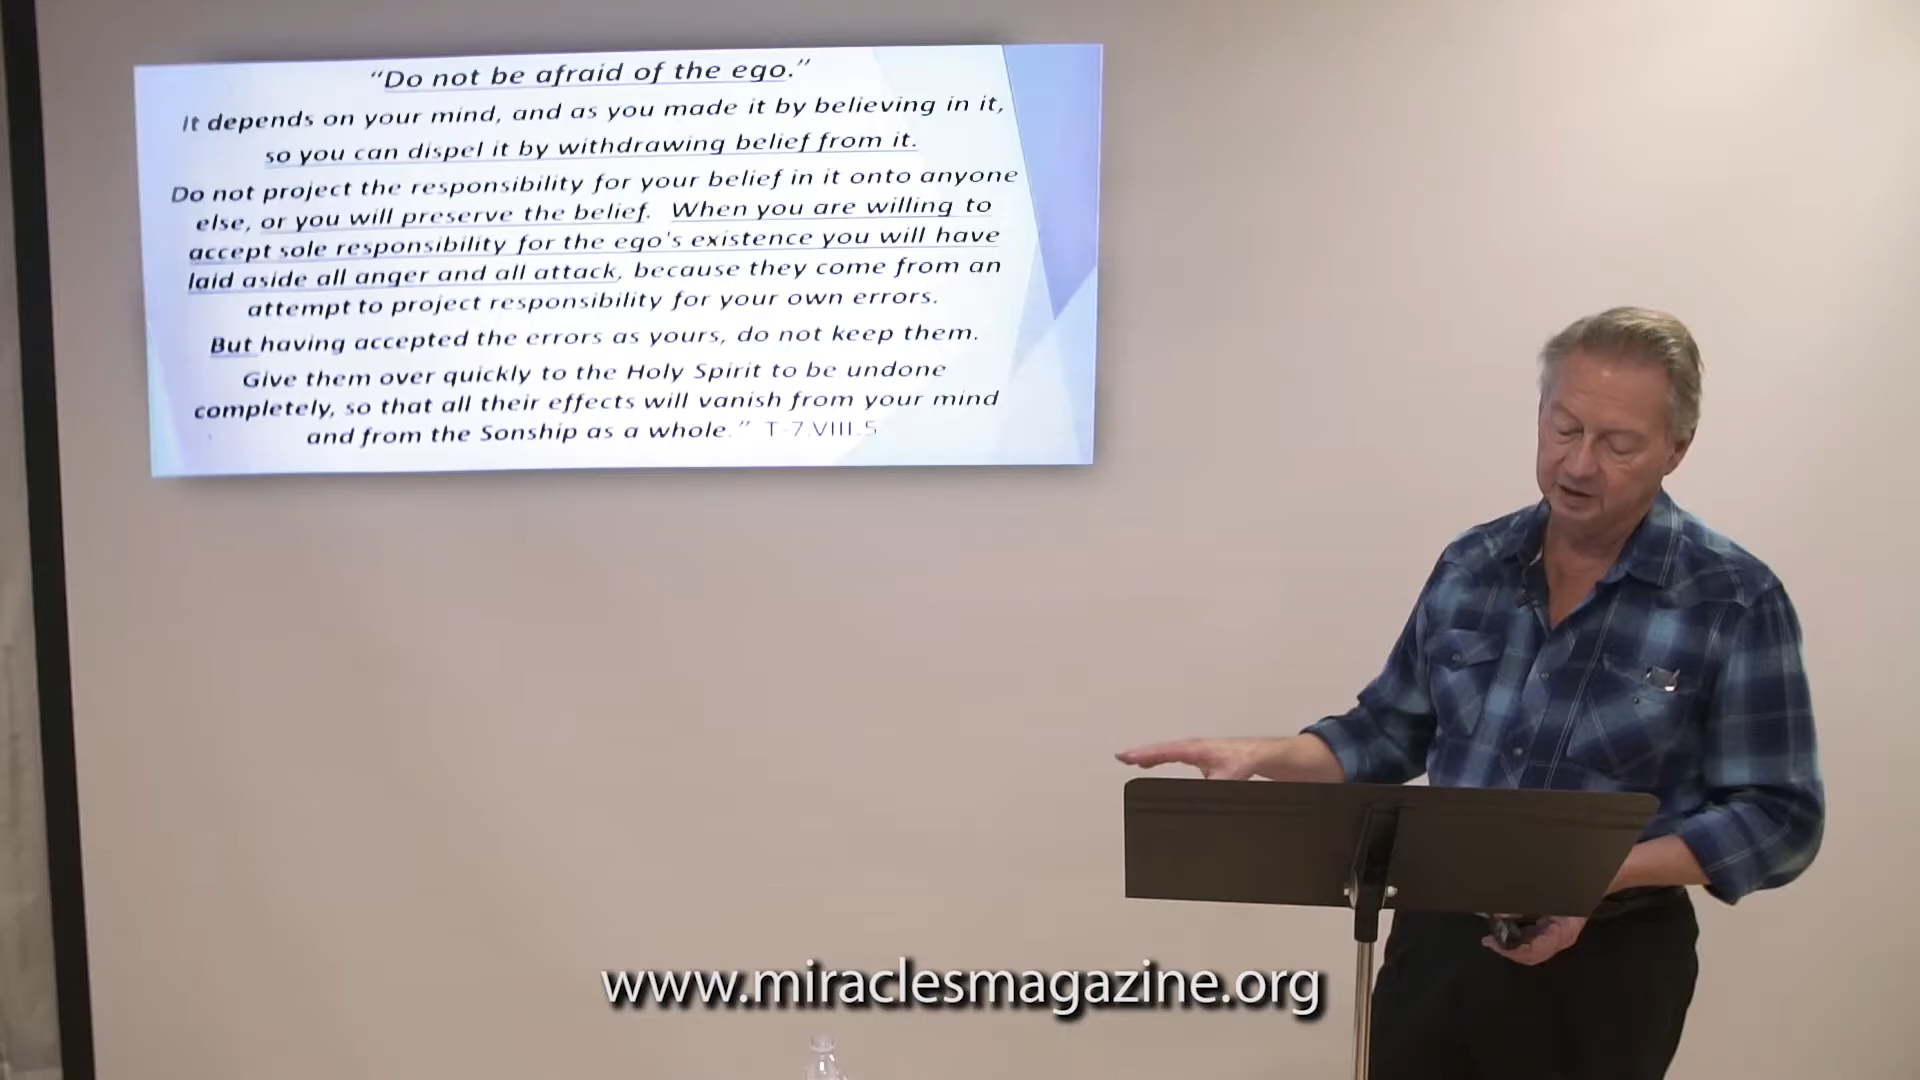 “Do not be afraid of the ego.”
It depends on your mind, and as you made it by believing in it,
so you can dispel it by withdrawing belief from it.
Do not project the responsibility for your belief in it onto anyone
else, or you will preserve the belief. When you are willing to
accept sole responsibility for the ego's existence you will have
laid aside all anger and all attack, because they come from an
attempt to project responsibility for your own errors.
But having accepted the errors as yours, do not keep them.
Give them over quickly to the Holy Spirit to be undone
completely, so that all their effects will vanish from your mind
and from the Sonship as a whole.” T-7.VIII.5
www.miraclesmagazine.org